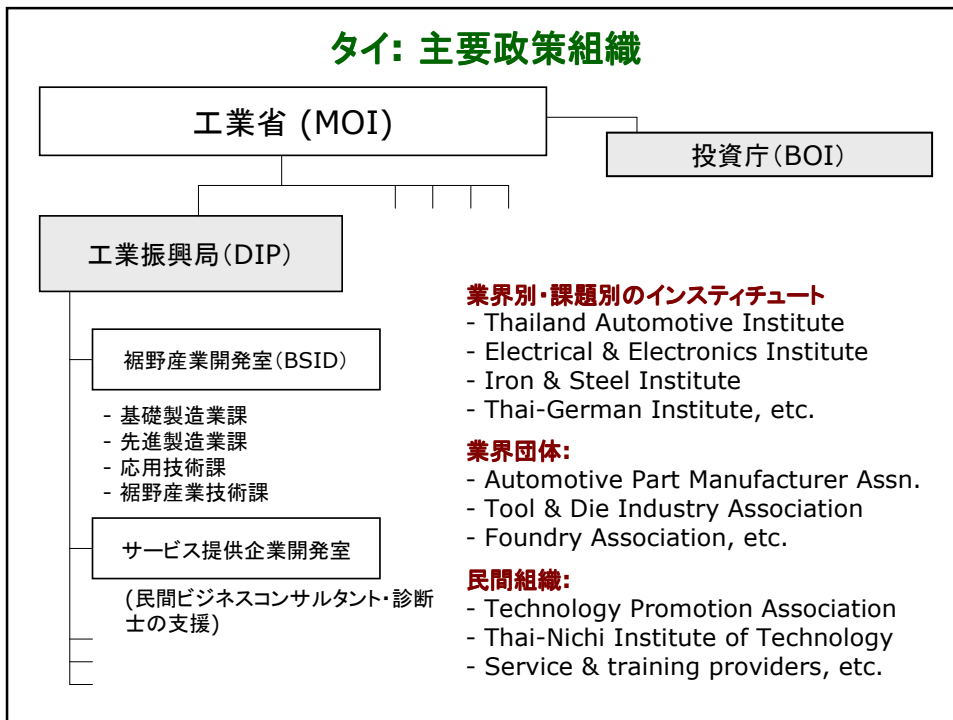 タイ: 主要政策組織
工業省 (MOI)
投資庁(BOI)
工業振興局(DIP)
裾野産業開発室(BSID)
- 基礎製造業課
- 先進製造業課
- 応用技術課
- 裾野産業技術課
サービス提供企業開発室
(民間ビジネスコンサルタント・診断
士の支援)
業界別・課題別のインスティチュート
- Thailand Automotive Institute
- Electrical & Electronics Institute
- Iron & Steel Institute
- Thai-German Institute, etc.
業界団体:
- Automotive Part Manufacturer Assn.
- Tool & Die Industry Association
- Foundry Association, etc.
民間組織:
- Technology Promotion Association
- Thai-Nichi Institute of Technology
- Service & training providers, etc.